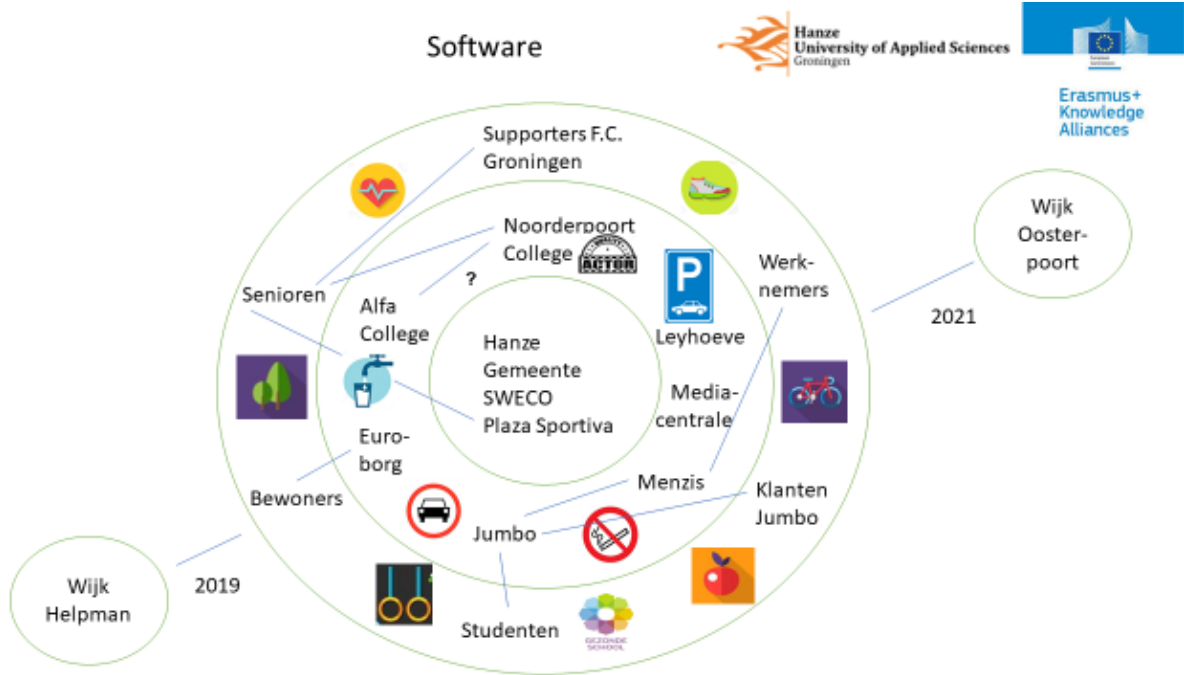 Software
Hanze
University of Applied Sciences
Groningen
Erasmus+
Knowledge
Alliances
Supporters F.C.
Groningen
Noorderpoort
College
ACTOR
?
P
Werk-
nemers
Wijk
Ooster-
poort
2021
Senioren
Alfa
College
Leyhoeve
Hanze
Gemeente
SWECO
Plaza Sportiva
Media-
centrale
Euro-
borg
Bewoners
Menzis
Klanten
Jumbo
Jumbo
Wijk
Helpman
2019
Studenten
GEZONDE
SCHOOL